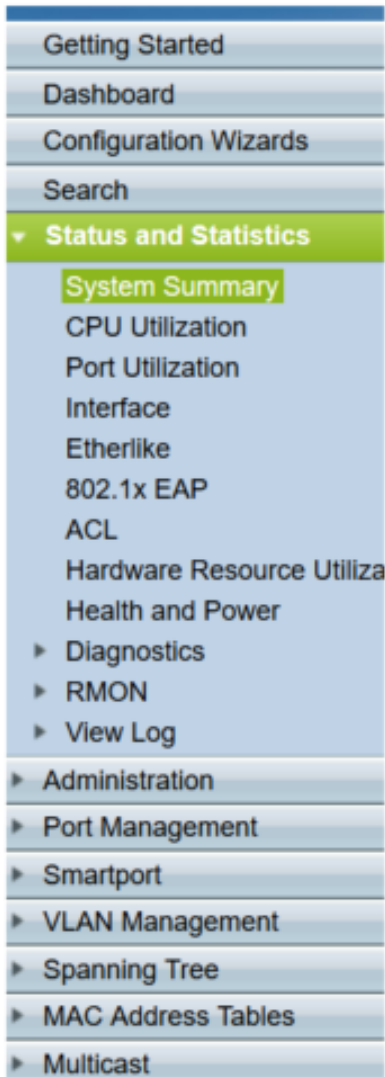 Getting Started
Dashboard
Configuration Wizards
Search
Status and Statistics
System Summary
CPU Utilization
Port Utilization
Interface
Etherlike
802.1x EAP
ACL
Hardware Resource Utiliza
Health and Power
Diagnostics
RMON
View Log
Administration
Port Management
Smartport
VLAN Management
Spanning Tree
MAC Address Tables
Multicast